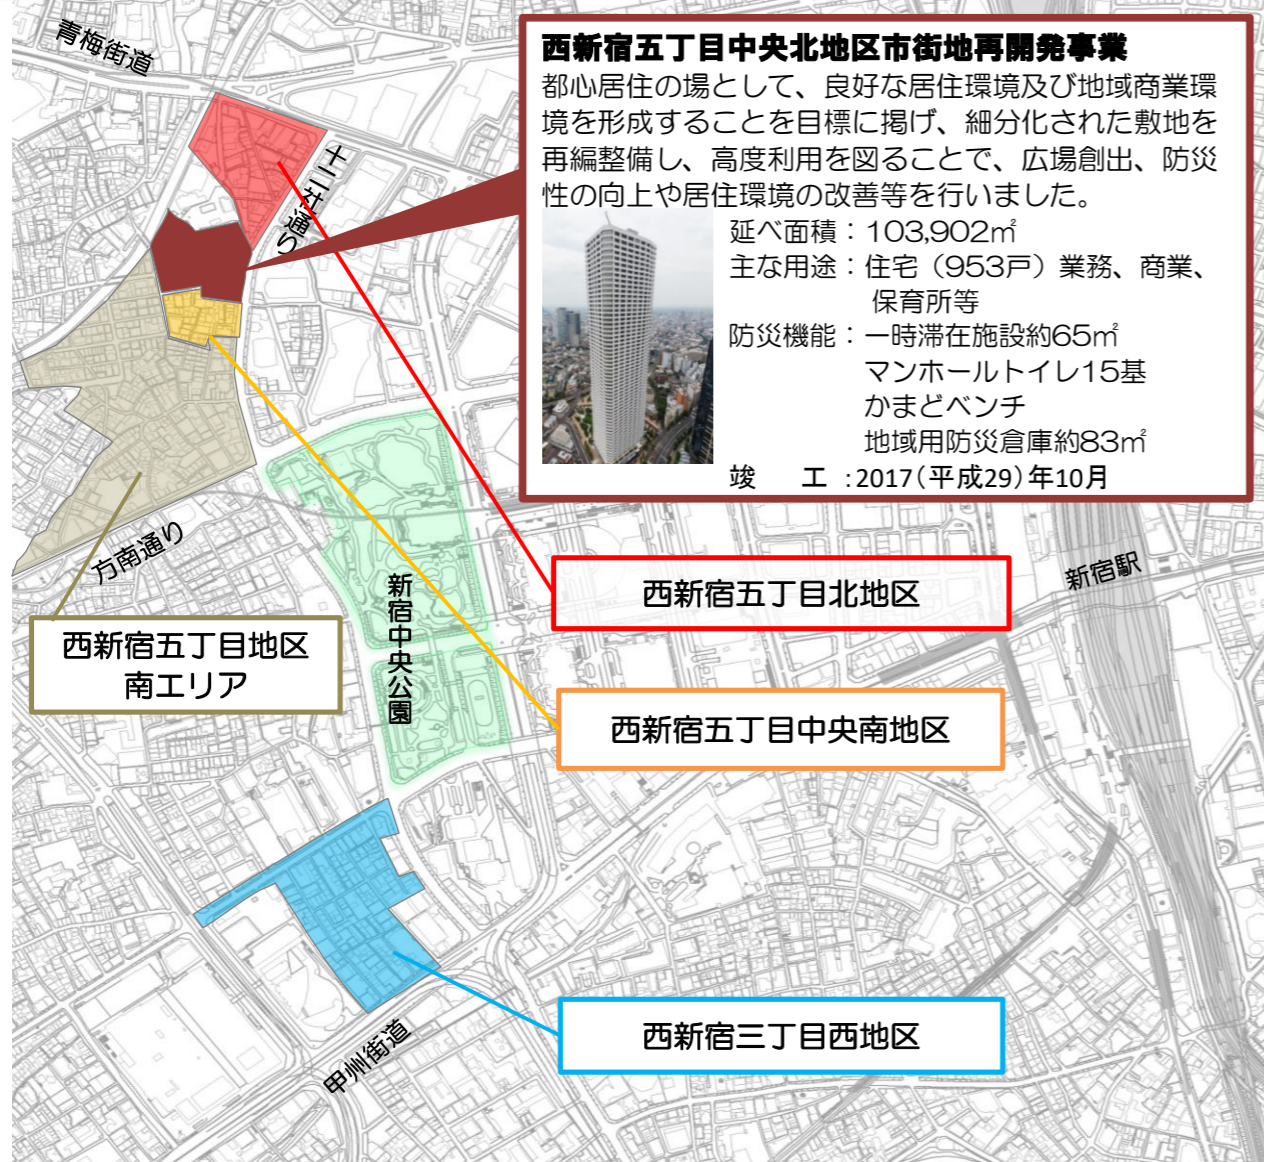 青梅街道
西新宿五丁目中央北地区市街地再開発事業
都心居住の場として、良好な居住環境及び地域商業環
境を形成することを目標に掲げ、細分化された敷地を
再編整備し、高度利用を図ることで、広場創出、防災
性の向上や居住環境の改善等を行いました。
延べ面積：103,902㎡
主な用途：住宅（953戸）業務、商業、
保育所等
防災機能：一時滞在施設約65㎡
マンホールトイレ15基
かまどベンチ
地域用防災倉庫約83㎡
竣　工：2017（平成29）年10月
十二社通り
方南通り
新宿駅
新宿中央公園
西新宿五丁目北地区
西新宿五丁目地区
南エリア
西新宿五丁目中央南地区
西新宿三丁目西地区
甲州街道